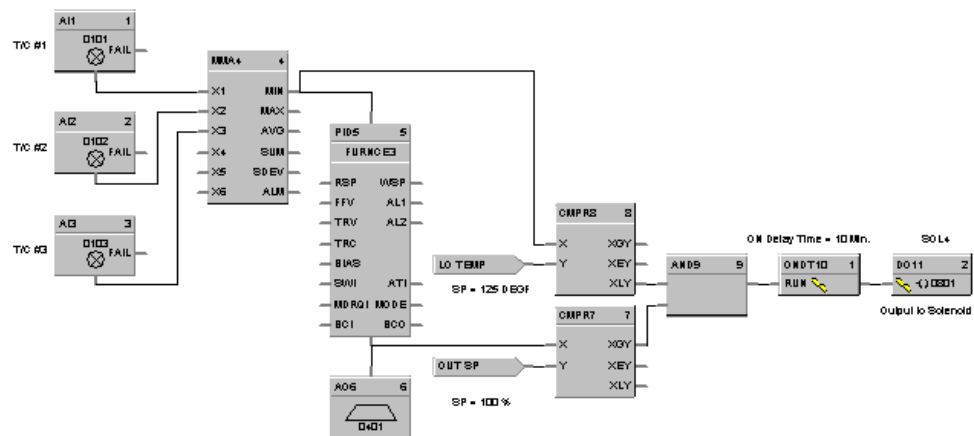 AI1 1
T/C #1
0101
FAIL
AI2 2
T/C #2
0102
FAIL
AI3 3
T/C #3
0103
FAIL
MMA4 4
X1 MIN
X2 MAX
X3 AVG
X4 SUM
X5 SDEV
X6 ALM
PID5 5
FURNCE3
RSP WSP
FFV AL1
TRV AL2
TRC
BIAS
SWI ATI
MDRQI MODE
BCI BCO
AO6 6
0401
LO TEMP
SP = 125 DEGF
OUT SP
SP = 100 %
CMPR8 8
X XGY
Y XEY
XLY
CMPR7 7
X XGY
Y XEY
XLY
AND9 9
ON Delay Time = 10 Min.
ONDT10 1
RUN
SOL4
DO11 2
-( ) 0801
Output to Solenoid